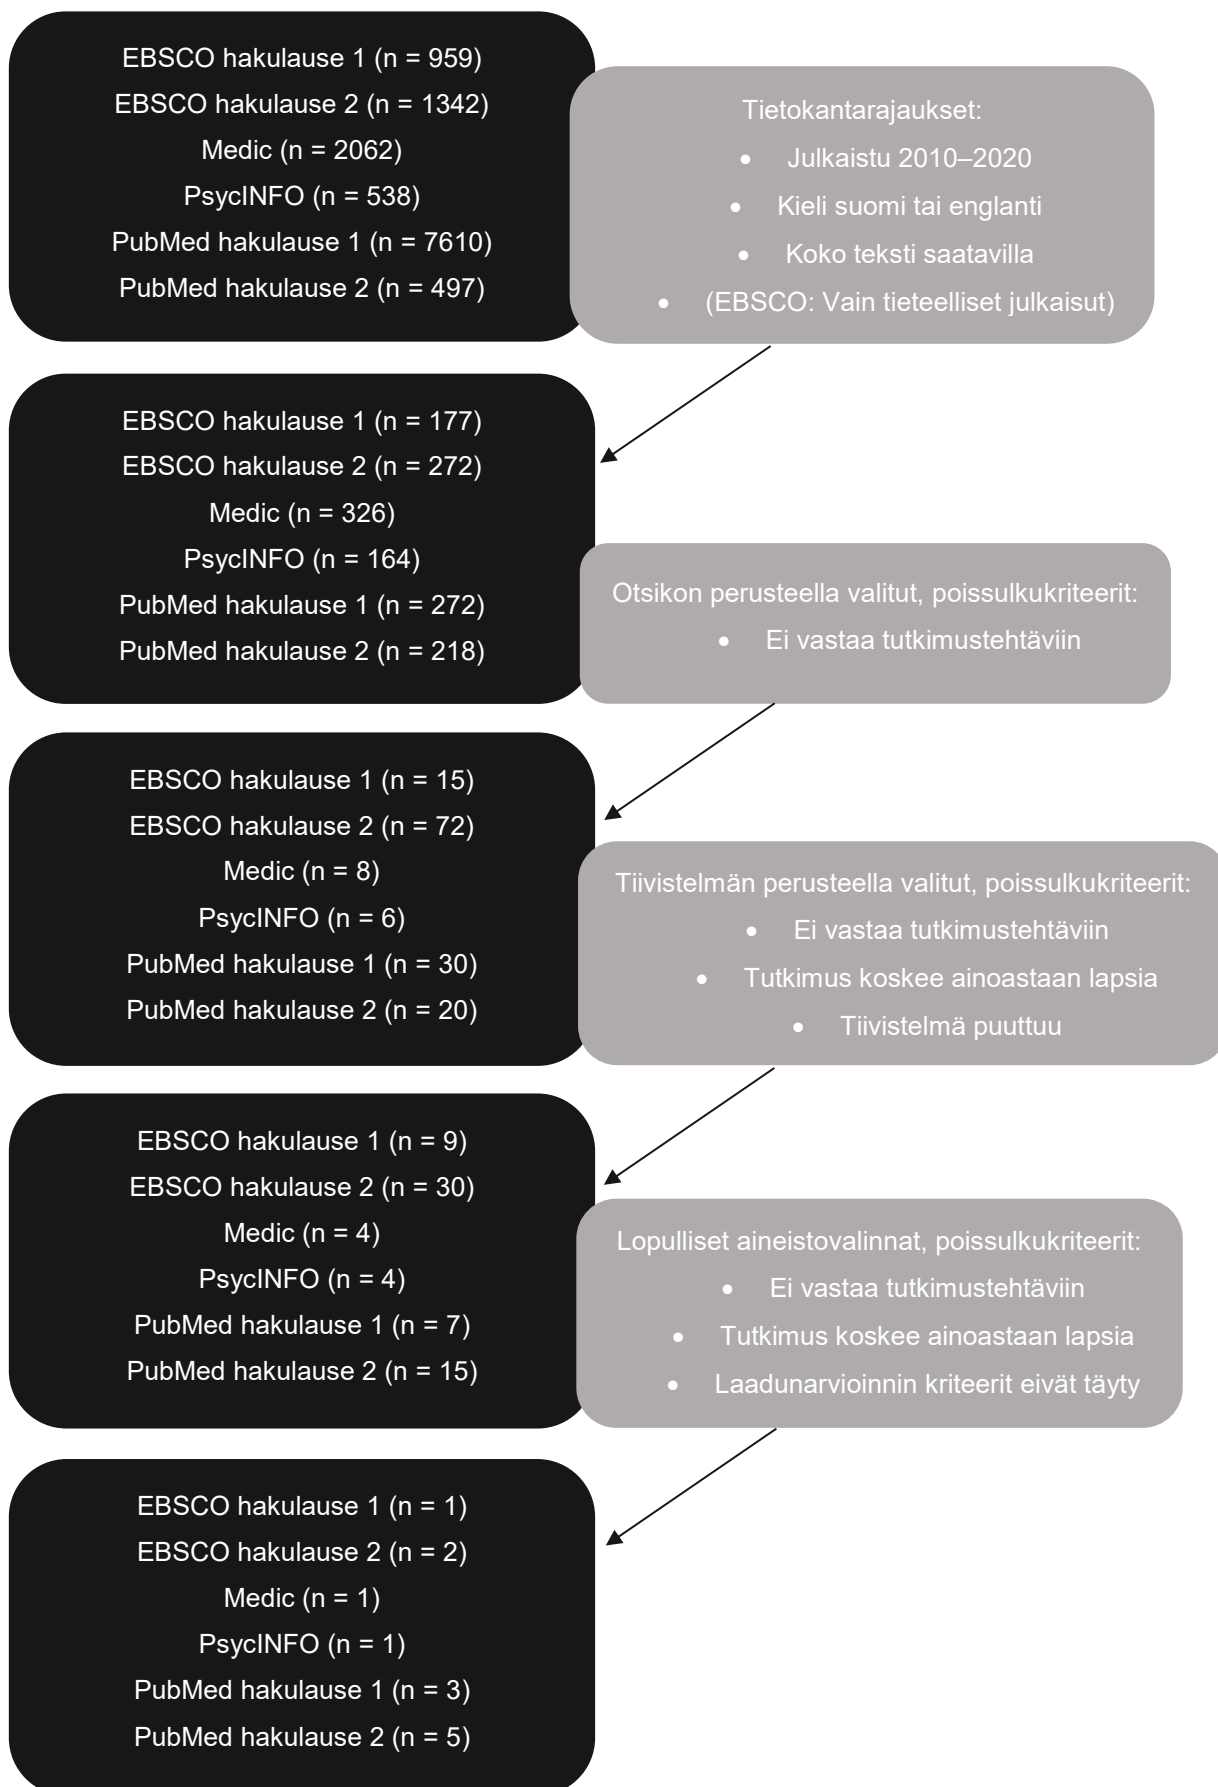 EBSCO hakulause 1 (n = 959)
EBSCO hakulause 2 (n = 1342)
Medic (n = 2062)
PsycINFO (n = 538)
PubMed hakulause 1 (n = 7610)
PubMed hakulause 2 (n = 497)
Tietokantarajaukset:
• Julkaistu 2010–2020
• Kieli suomi tai englanti
• Koko teksti saatavilla
• (EBSCO: Vain tieteelliset julkaisut)
EBSCO hakulause 1 (n = 177)
EBSCO hakulause 2 (n = 272)
Medic (n = 326)
PsycINFO (n = 164)
PubMed hakulause 1 (n = 272)
PubMed hakulause 2 (n = 218)
Otsikon perusteella valitut, poissulkukriteerit:
• Ei vastaa tutkimustehtäviin
EBSCO hakulause 1 (n = 15)
EBSCO hakulause 2 (n = 72)
Medic (n = 8)
PsycINFO (n = 6)
PubMed hakulause 1 (n = 30)
PubMed hakulause 2 (n = 20)
Tiivistelmän perusteella valitut, poissulkukriteerit:
• Ei vastaa tutkimustehtäviin
• Tutkimus koskee ainoastaan lapsia
• Tiivistelmä puuttuu
EBSCO hakulause 1 (n = 9)
EBSCO hakulause 2 (n = 30)
Medic (n = 4)
PsycINFO (n = 4)
PubMed hakulause 1 (n = 7)
PubMed hakulause 2 (n = 15)
Lopulliset aineistovalinnat, poissulkukriteerit:
• Ei vastaa tutkimustehtäviin
• Tutkimus koskee ainoastaan lapsia
• Laadunarvioinnin kriteerit eivät täyty
EBSCO hakulause 1 (n = 1)
EBSCO hakulause 2 (n = 2)
Medic (n = 1)
PsycINFO (n = 1)
PubMed hakulause 1 (n = 3)
PubMed hakulause 2 (n = 5)